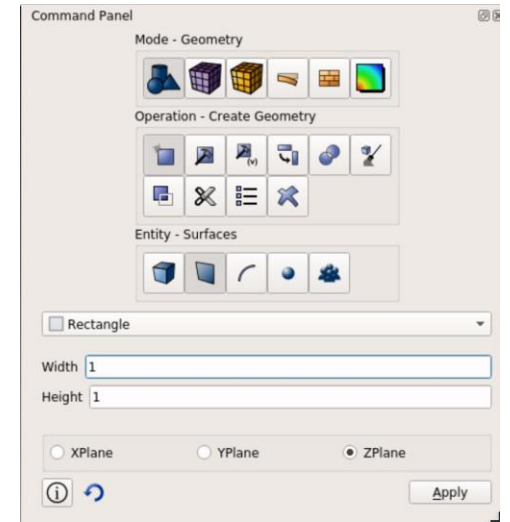 Command Panel
Mode - Geometry
Operation - Create Geometry
(v)
Entity - Surfaces
Rectangle
Width 1
Height 1
XPlane YPlane ZPlane
Apply